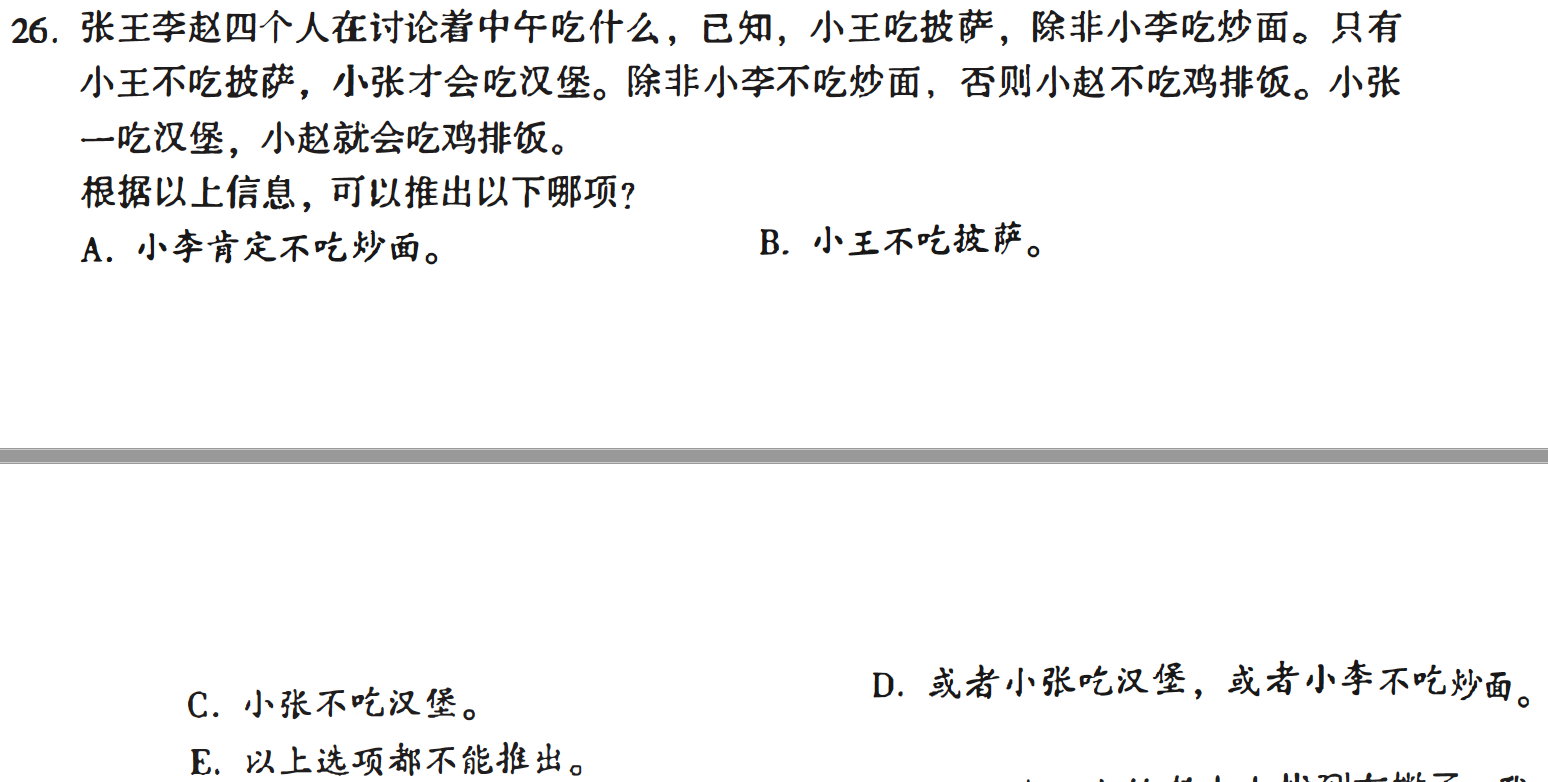 26. 张王李赵四个人在讨论着中午吃什么，已知，小王吃披萨，除非小李吃炒面。只有
小王不吃披萨，小张才会吃汉堡。除非小李不吃炒面，否则小赵不吃鸡排饭。小张
一吃汉堡，小赵就会吃鸡排饭。
根据以上信息，可以推出以下哪项？
A. 小李肯定不吃炒面。
B. 小王不吃披萨。
C. 小张不吃汉堡。
D. 或者小张吃汉堡，或者小李不吃炒面。
E. 以上选项都不能推出。